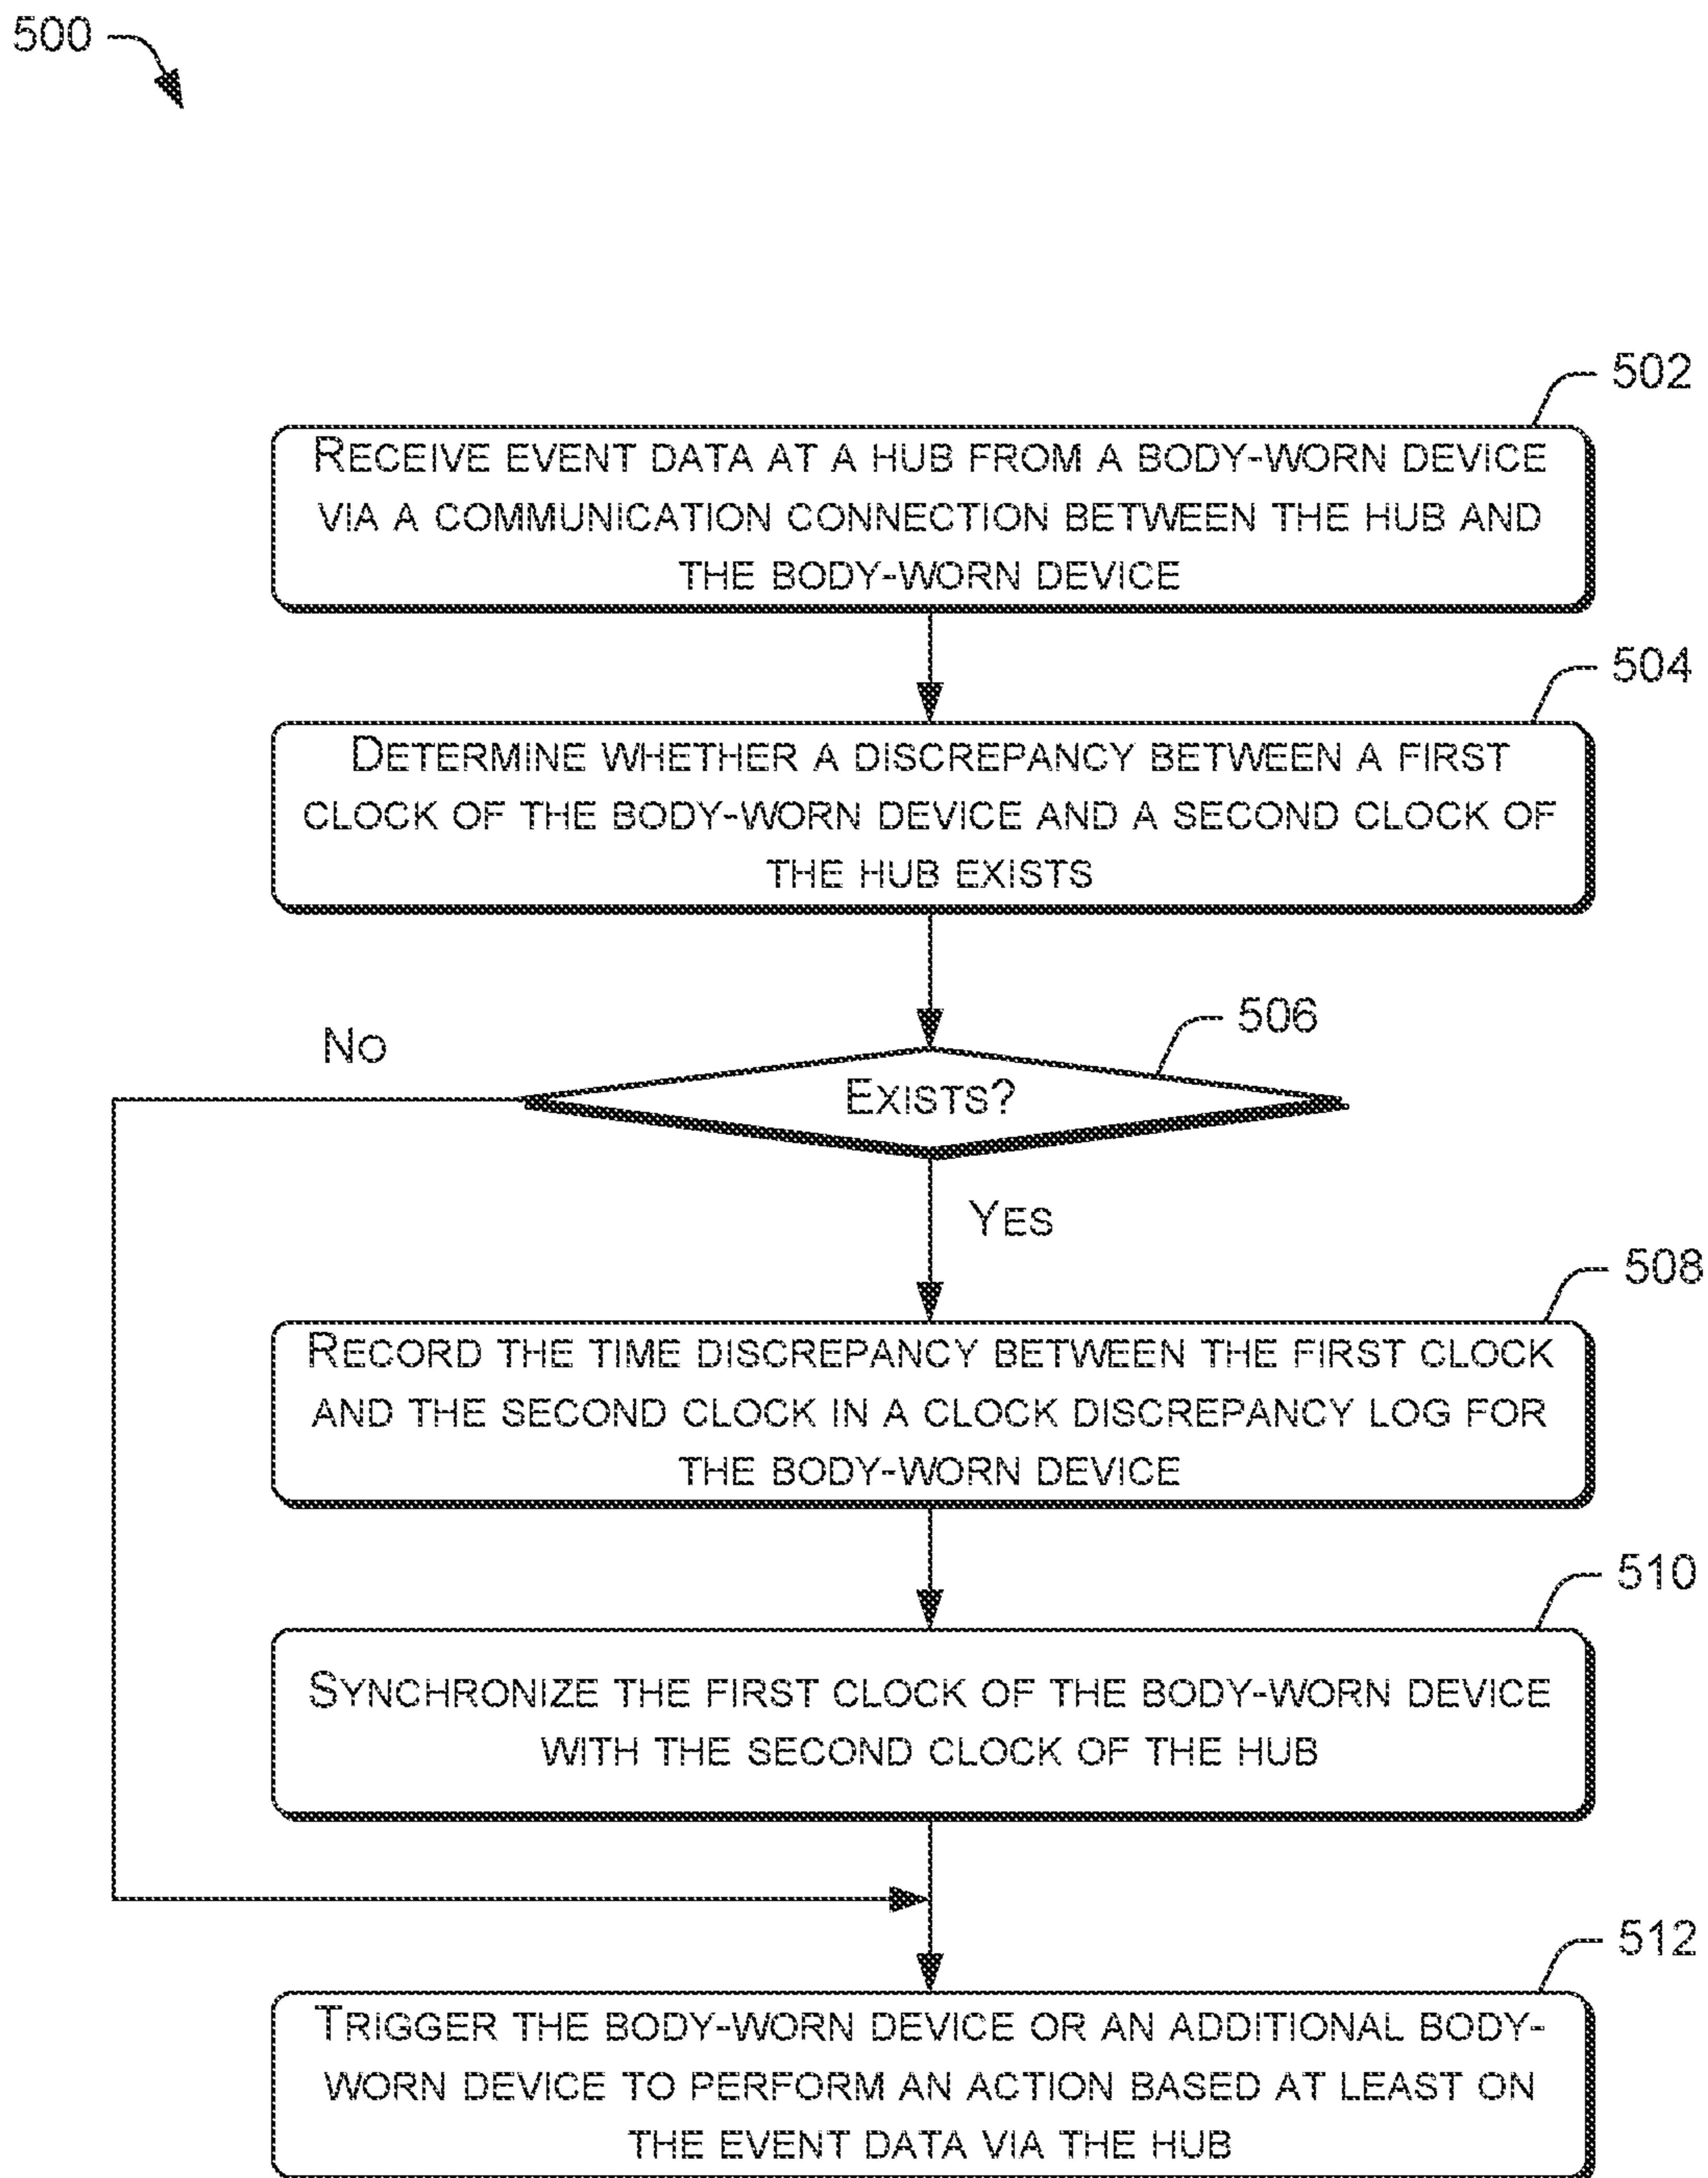 500
502
RECEIVE EVENT DATA AT A HUB FROM A BODY-WORN DEVICE
VIA A COMMUNICATION CONNECTION BETWEEN THE HUB AND
THE BODY-WORN DEVICE
504
DETERMINE WHETHER A DISCREPANCY BETWEEN A FIRST
CLOCK OF THE BODY-WORN DEVICE AND A SECOND CLOCK OF
THE HUB EXISTS
506
NO
EXISTS?
YES
508
RECORD THE TIME DISCREPANCY BETWEEN THE FIRST CLOCK
AND THE SECOND CLOCK IN A CLOCK DISCREPANCY LOG FOR
THE BODY-WORN DEVICE
510
SYNCHRONIZE THE FIRST CLOCK OF THE BODY-WORN DEVICE
WITH THE SECOND CLOCK OF THE HUB
512
TRIGGER THE BODY-WORN DEVICE OR AN ADDITIONAL BODY-
WORN DEVICE TO PERFORM AN ACTION BASED AT LEAST ON
THE EVENT DATA VIA THE HUB